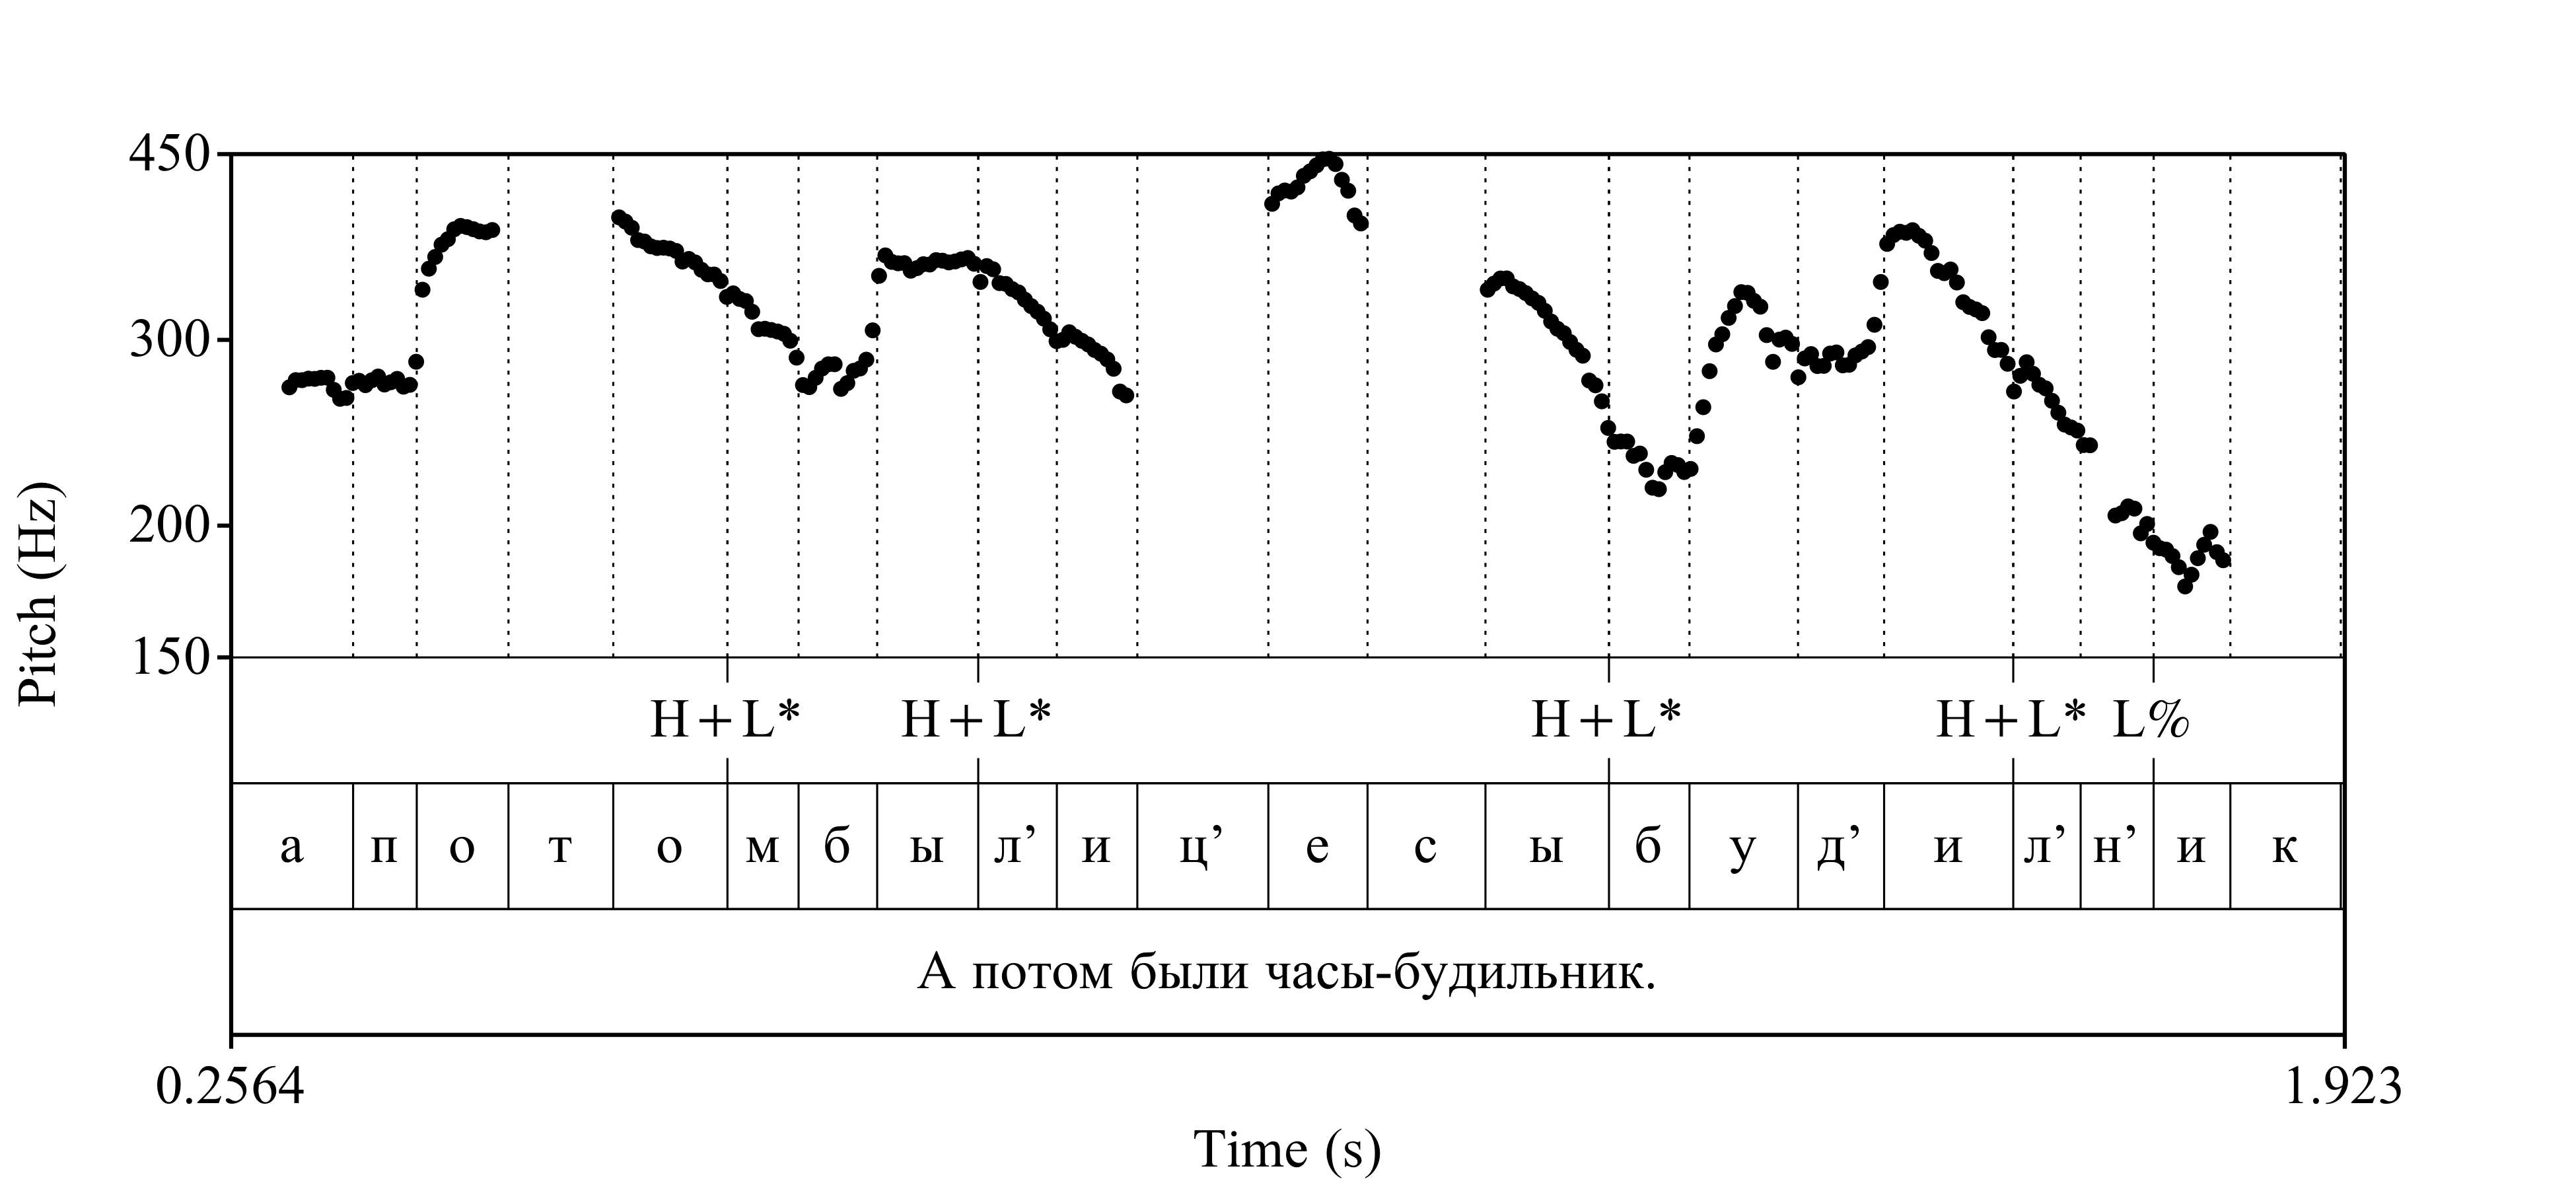 450
300
200
150
Pitch (Hz)
H+L* H+L* H+L* H+L* L%
а п о т о м б ы л’ и ц’ е с ы б у д’ и л’ н’ и к
А потом были часы-будильник.
0.2564 1.923
Time (s)